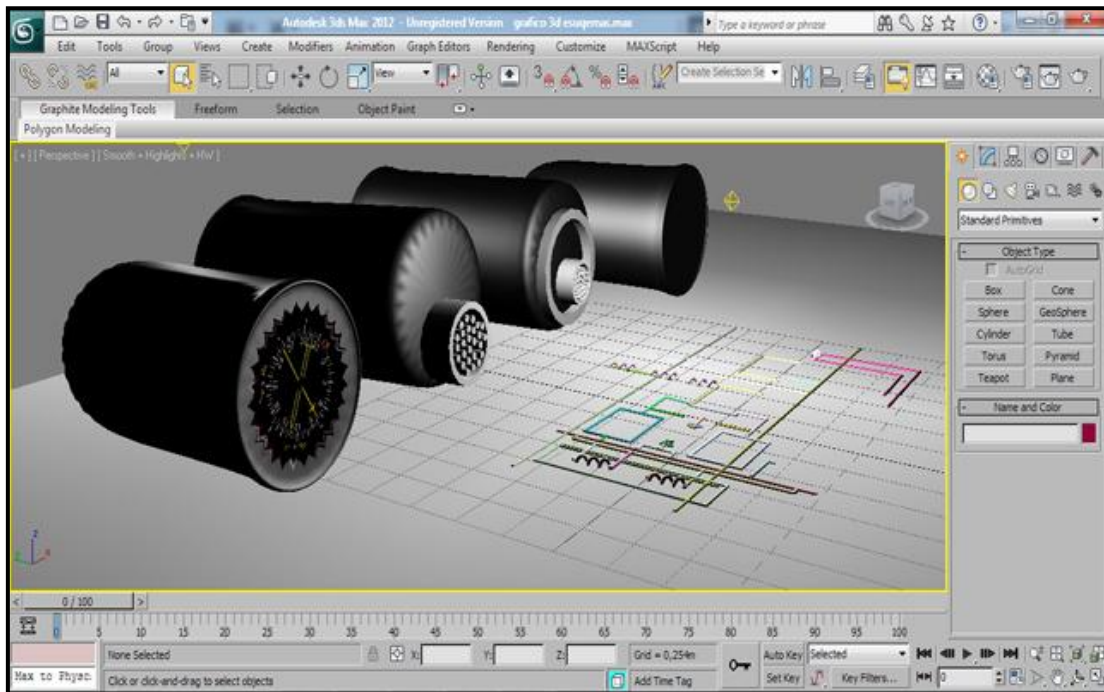 Autodesk 3ds Max 2012 - Unregistered Version grafico 3d esuqemas.max
Type a keyword or phrase
Edit Tools Group Views Create Modifiers Animation Graph Editors Rendering Customize MAXScript Help
All
View
3
Create Selection Se
Graphite Modeling Tools Freeform Selection Object Paint
Polygon Modeling
[ + ] [ Perspective ] [ Smooth + Highlights + HW ]
Standard Primitives
- Object Type
AutoGrid
Box Cone
Sphere GeoSphere
Cylinder Tube
Torus Pyramid
Teapot Plane
- Name and Color
z
x
< 0 / 100 >
0 5 10 15 20 25 30 35 40 45 50 55 60 65 70 75 80 85 90 95 100
None Selected X: Y: Z: Grid = 0,254m Auto Key Selected
Max to Physc Click or click-and-drag to select objects Add Time Tag Set Key Key Filters... 0